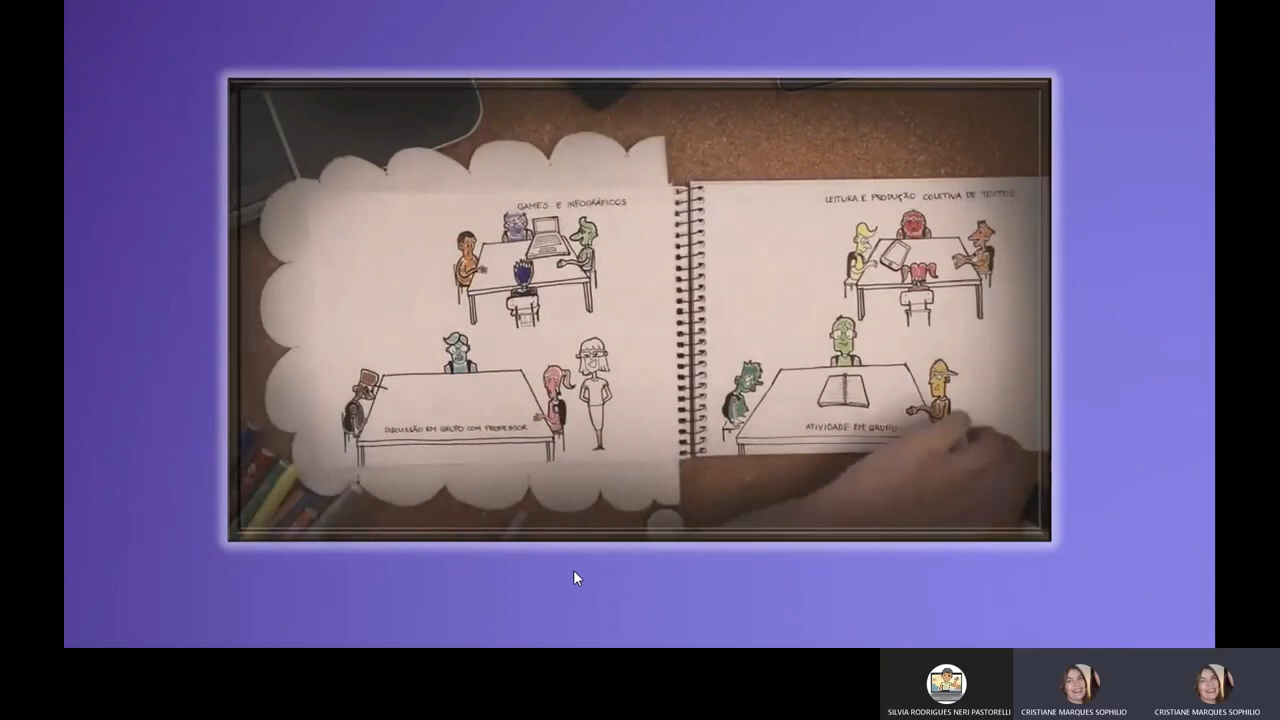 GAMES E INFOGRÁFICOS
LEITURA E PRODUÇÃO COLETIVA DE TEXTOS
DISCUSSÃO EM GRUPO COM PROFESSOR
ATIVIDADE EM GRUPO
SILVIA RODRIGUES NERI PASTORELLI
CRISTIANE MARQUES SOPHILIO
CRISTIANE MARQUES SOPHILIO